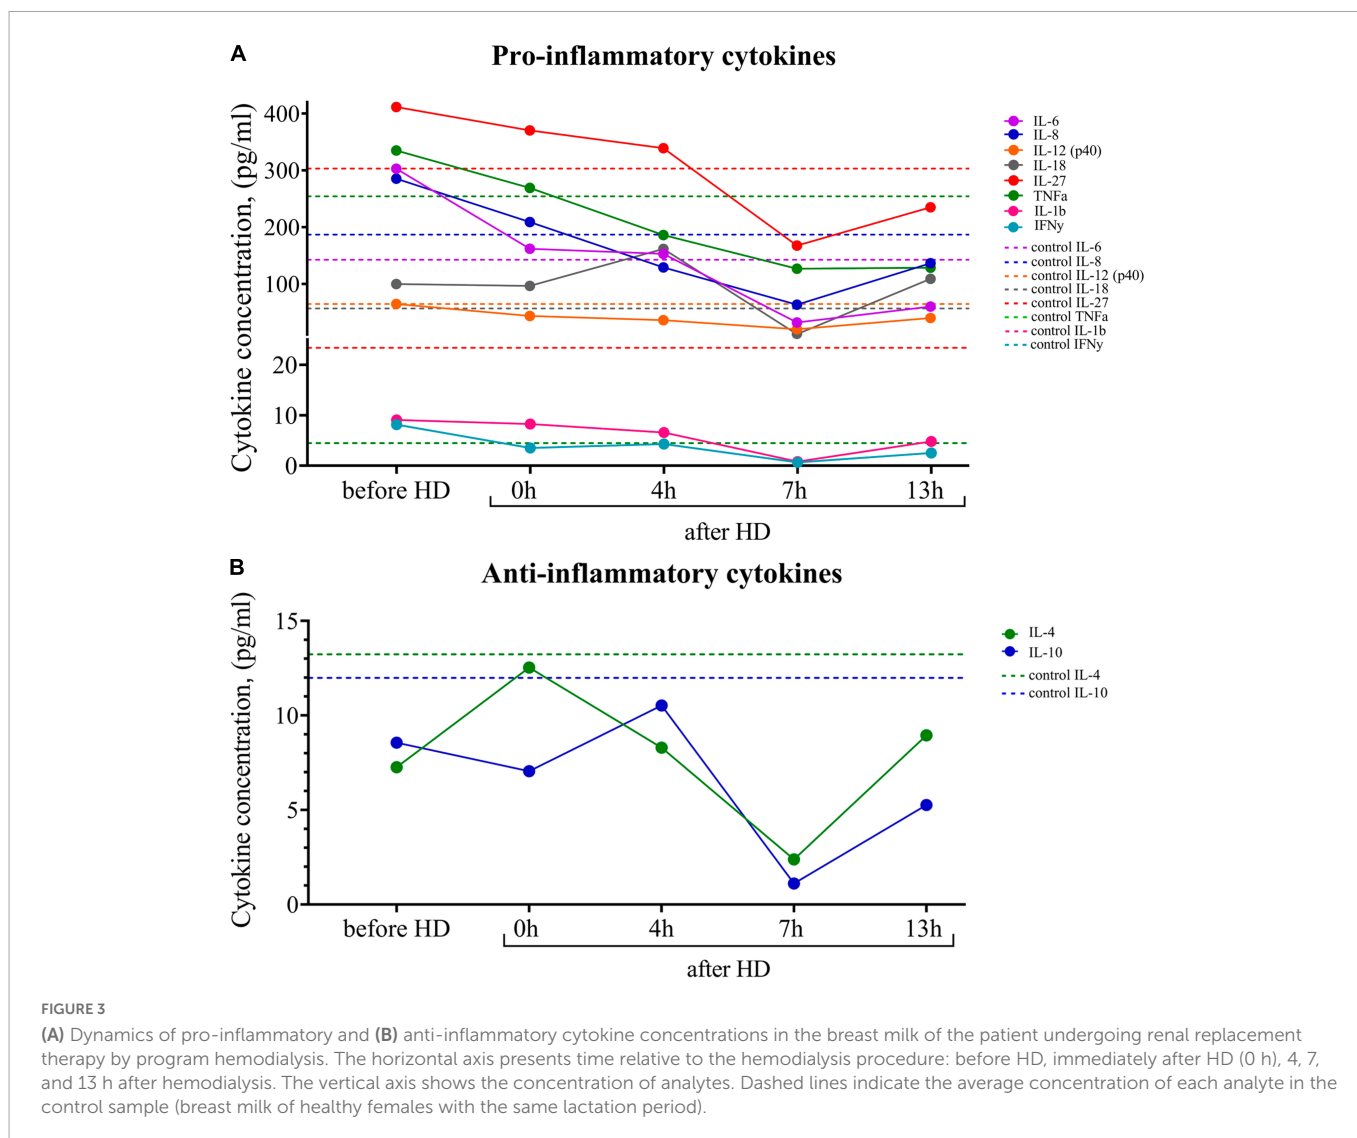 A
Pro-inflammatory cytokines
Cytokine concentration, (pg/ml)
400
300
200
100
20
10
0
before HD
0h
4h
7h
13h
after HD
IL-6
IL-8
IL-12 (p40)
IL-18
IL-27
TNFa
IL-1b
IFNy
control IL-6
control IL-8
control IL-12 (p40)
control IL-18
control IL-27
control TNFa
control IL-1b
control IFNy
B
Anti-inflammatory cytokines
Cytokine concentration, (pg/ml)
15
10
5
0
before HD
0h
4h
7h
13h
after HD
IL-4
IL-10
control IL-4
control IL-10
FIGURE 3
(A) Dynamics of pro-inflammatory and (B) anti-inflammatory cytokine concentrations in the breast milk of the patient undergoing renal replacement
therapy by program hemodialysis. The horizontal axis presents time relative to the hemodialysis procedure: before HD, immediately after HD (0 h), 4, 7,
and 13 h after hemodialysis. The vertical axis shows the concentration of analytes. Dashed lines indicate the average concentration of each analyte in the
control sample (breast milk of healthy females with the same lactation period).